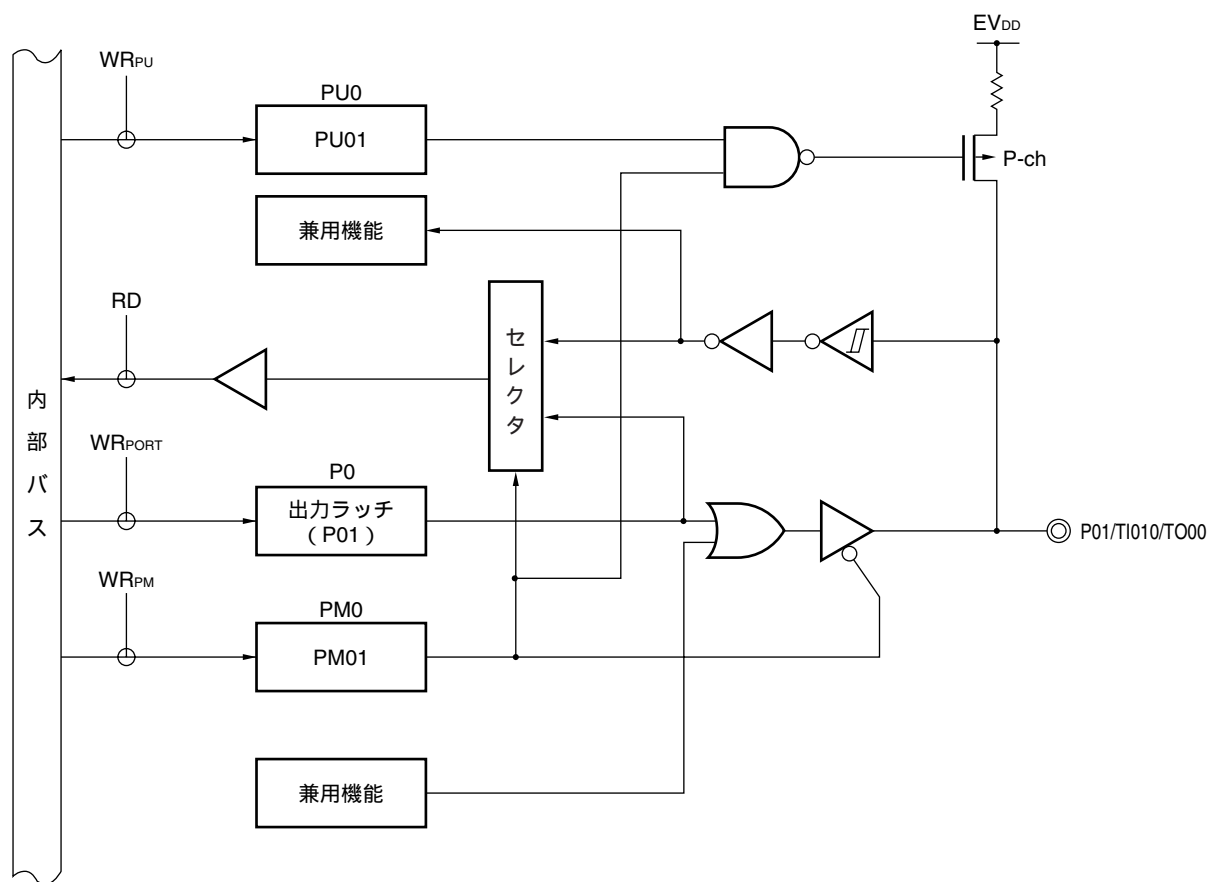 EVDD
WRPU
PU0
PU01
P-ch
兼用機能
RD
セレクタ
内部バス
WRPORT
P0
出力ラッチ
(P01)
P01/TI010/TO00
WRPM
PM0
PM01
兼用機能